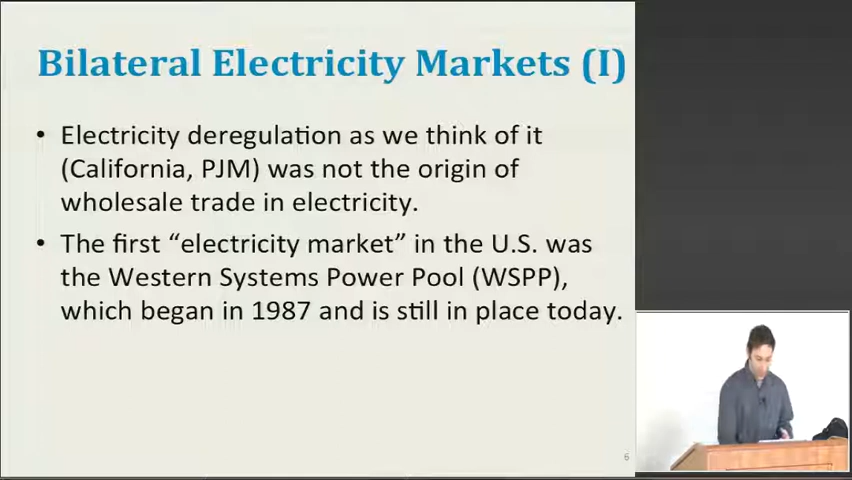 Bilateral Electricity Markets (I)
• Electricity deregulation as we think of it
(California, PJM) was not the origin of
wholesale trade in electricity.
• The first “electricity market” in the U.S. was
the Western Systems Power Pool (WSPP),
which began in 1987 and is still in place today.
6